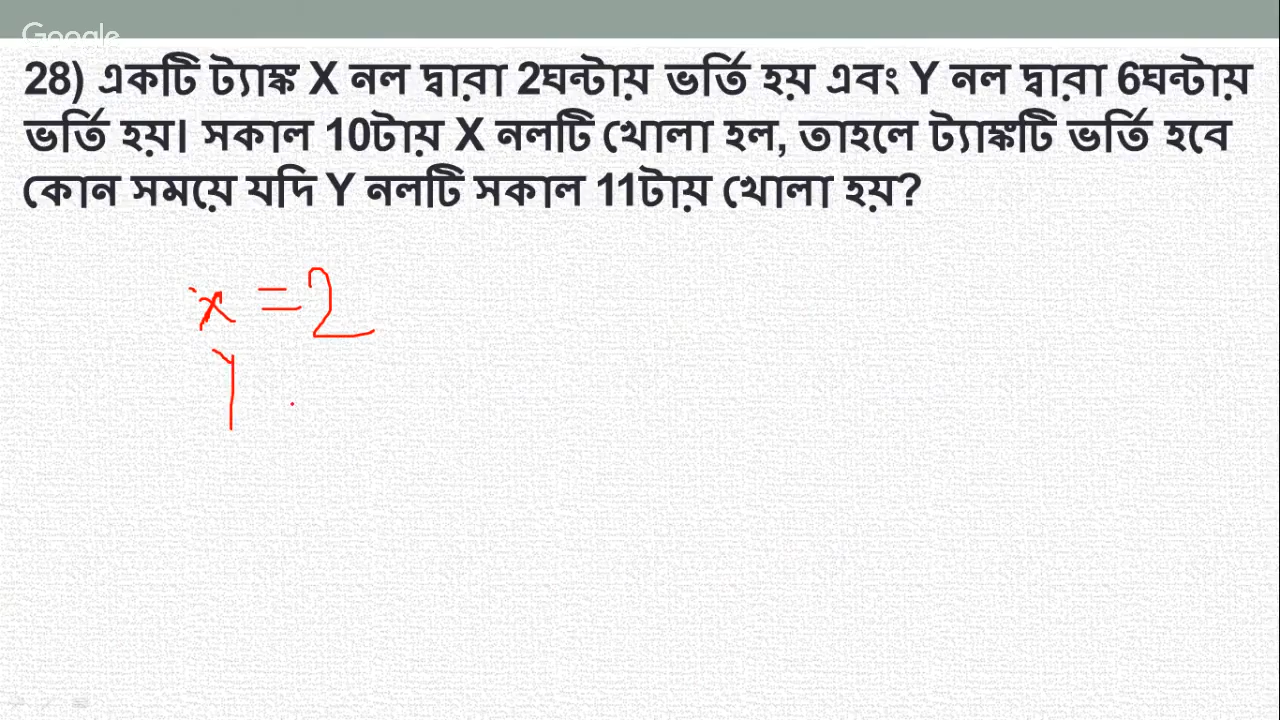 Google
28) একটি ট্যাঙ্ক X নল দ্বারা 2ঘন্টায় ভর্তি হয় এবং Y নল দ্বারা 6ঘন্টায়
ভর্তি হয়। সকাল 10টায় X নলটি খোলা হল, তাহলে ট্যাঙ্কটি ভর্তি হবে
কোন সময়ে যদি Y নলটি সকাল 11টায় খোলা হয়?
x = 2
Y